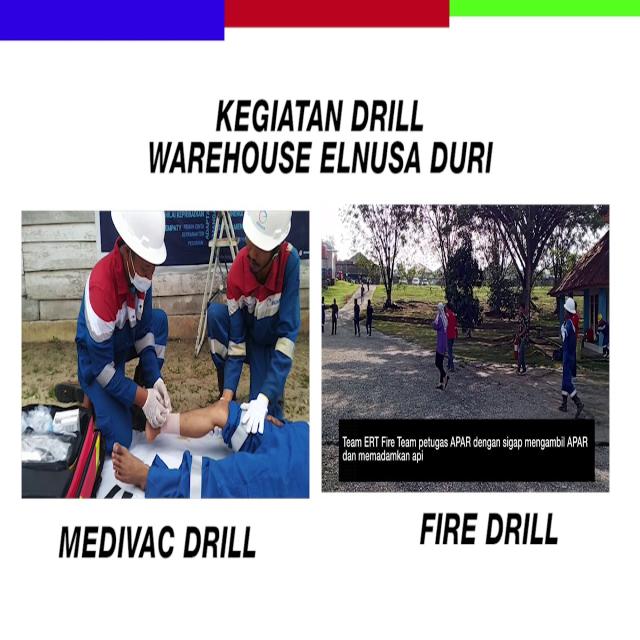 KEGIATAN DRILL
WAREHOUSE ELNUSA DURI
EMPATY
MEDIVAC DRILL
Team ERT Fire Team petugas APAR dengan sigap mengambil APAR
dan memadamkan api
FIRE DRILL